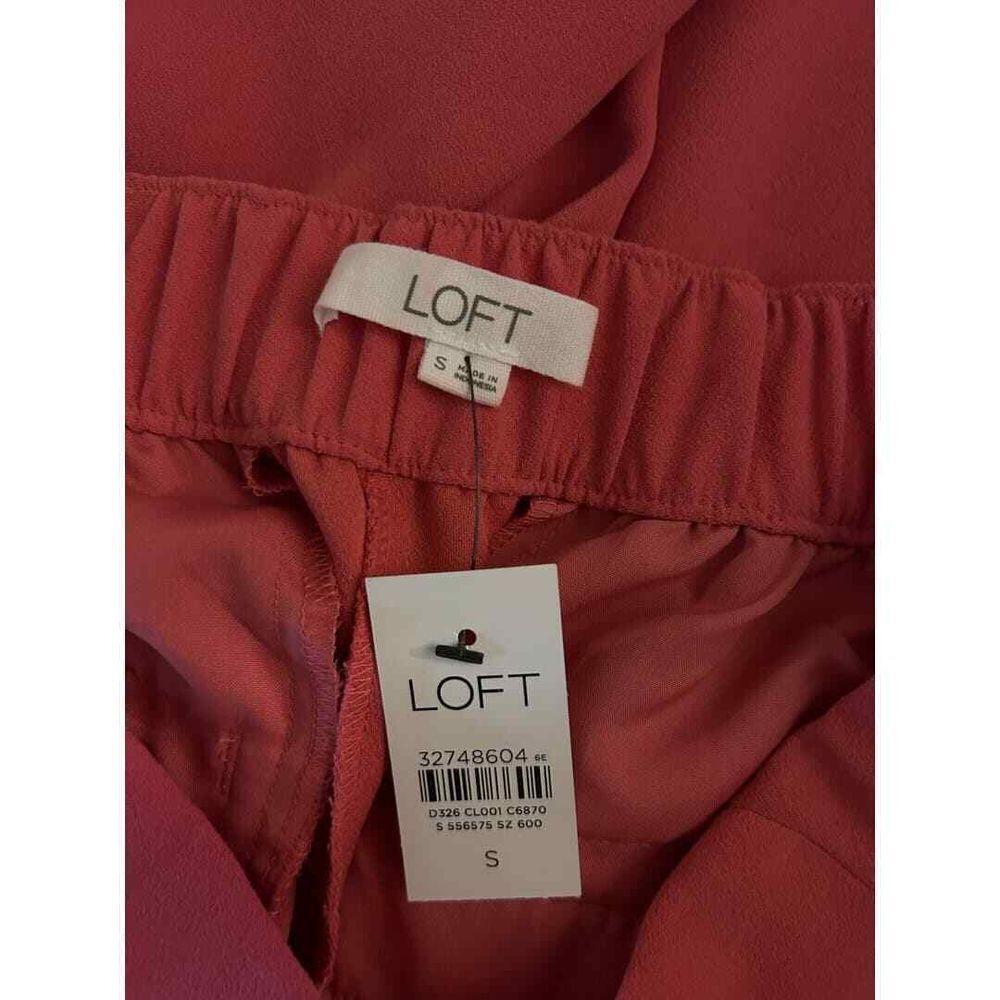 LOFT
S MADE IN
INDONESIA
LOFT
32748604 6E
D326 CL001 C6870
S 556575 SZ 600
S